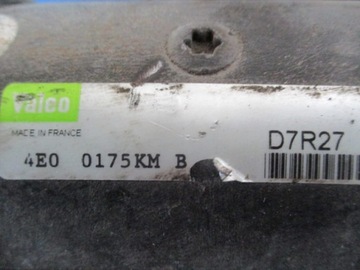 Valeo
MADE IN FRANCE
D7R27
4E0 0175KM B